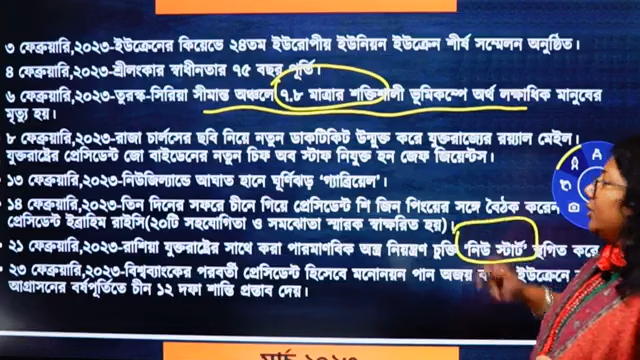 ৩ ফেব্রুয়ারি,২০২৩-ইউক্রেনের কিয়েভে ২৪তম ইউরোপীয় ইউনিয়ন ইউক্রেন শীর্ষ সম্মেলন অনুষ্ঠিত।
৪ ফেব্রুয়ারি,২০২৩-শ্রীলংকার স্বাধীনতার ৭৫ বছর পূর্তি।
৬ ফেব্রুয়ারি,২০২৩-তুরস্ক-সিরিয়া সীমান্ত অঞ্চলে ৭.৮ মাত্রার শক্তিশালী ভূমিকম্পে অর্ধ লক্ষাধিক মানুষের
মৃত্যু হয়।
৮ ফেব্রুয়ারি,২০২৩-রাজা চার্লসের ছবি নিয়ে নতুন ডাকটিকিট উন্মুক্ত করে যুক্তরাজ্যের রয়্যাল মেইল।
যুক্তরাষ্ট্রের প্রেসিডেন্ট জো বাইডেনের নতুন চিফ অব স্টাফ নিযুক্ত হন জেফ জিয়েন্টস।
১৩ ফেব্রুয়ারি,২০২৩-নিউজিল্যান্ডে আঘাত হানে ঘূর্ণিঝড় “গ্যাব্রিয়েল”।
১৪ ফেব্রুয়ারি,২০২৩-তিন দিনের সফরে চীনে গিয়ে প্রেসিডেন্ট শি জিন পিংয়ের সঙ্গে বৈঠক করেন
প্রেসিডেন্ট ইব্রাহিম রাইসি(২০টি সহযোগিতা ও সমঝোতা স্মারক স্বাক্ষরিত হয়)।
২১ ফেব্রুয়ারি,২০২৩-রাশিয়া যুক্তরাষ্ট্রের সাথে করা পারমাণবিক অস্ত্র নিয়ন্ত্রণ চুক্তি ‘নিউ স্টার্ট’ স্থগিত করে
২৩ ফেব্রুয়ারি,২০২৩-বিশ্বব্যাংকের পরবর্তী প্রেসিডেন্ট হিসেবে মনোনয়ন পান অজয় ইউক্রেনে
আগ্রাসনের বর্ষপূর্তিতে চীন ১২ দফা শান্তি প্রস্তাব দেয়।
মার্চ ২০২৩